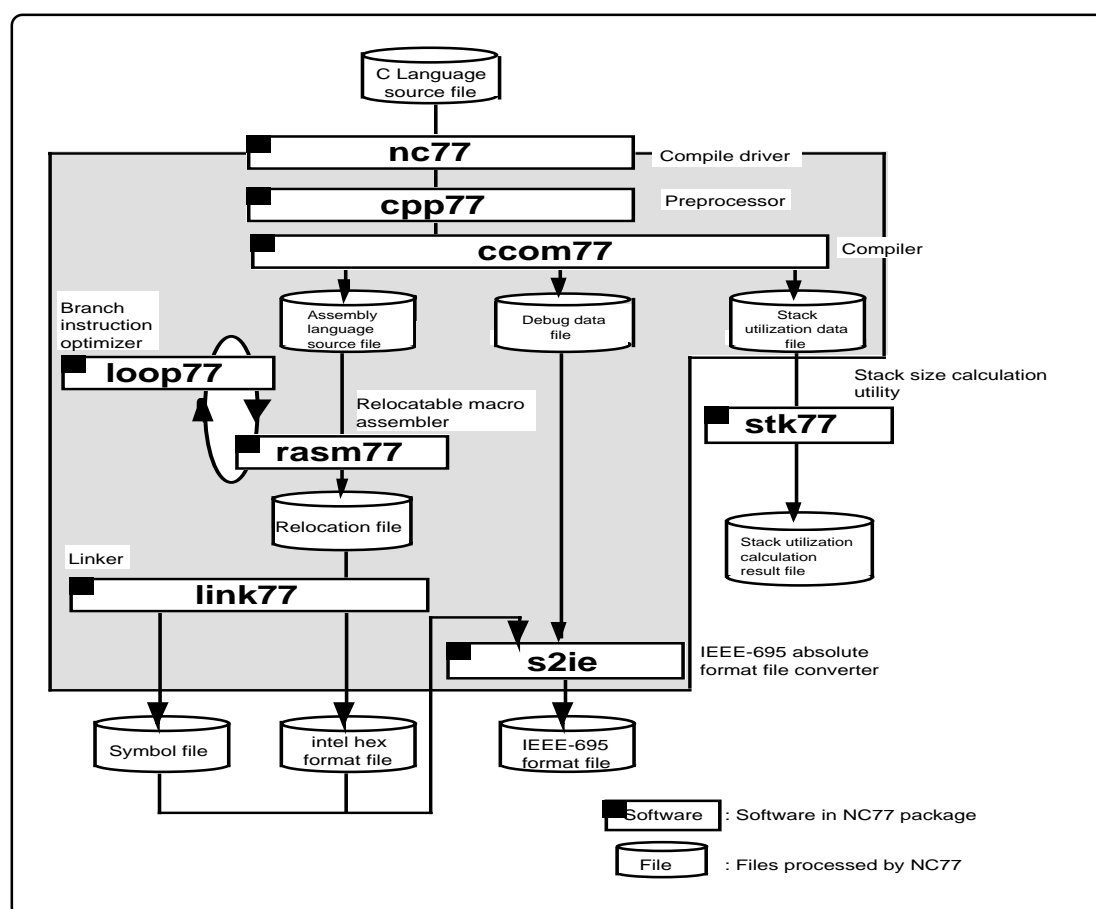 C Language
source file
nc77
Compile driver
cpp77
Preprocessor
ccom77
Compiler
Branch
instruction
optimizer
Assembly
language
source file
Debug data
file
Stack
utilization data
file
loop77
Stack size calculation
utility
Relocatable macro
assembler
stk77
rasm77
Relocation file
Stack utilization
calculation
result file
Linker
link77
s2ie
IEEE-695 absolute
format file converter
Symbol file
intel hex
format file
IEEE-695
format file
Software
: Software in NC77 package
File
: Files processed by NC77